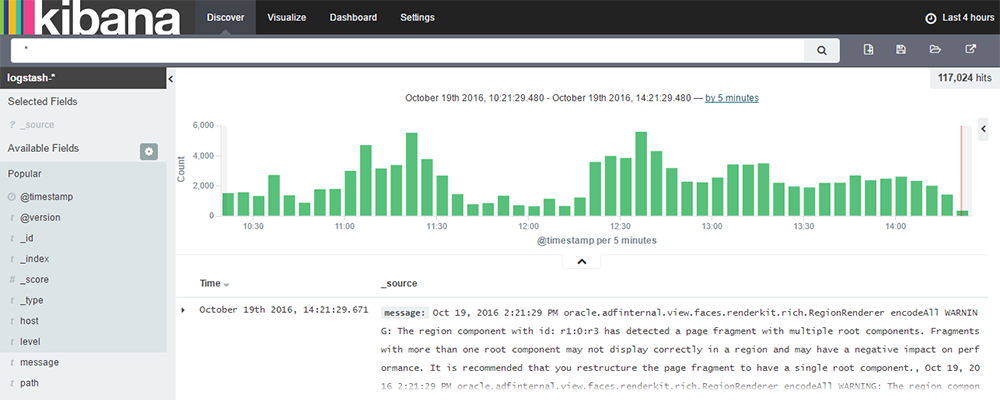 kibana
Discover
Visualize
Dashboard
Settings
Last 4 hours
*
logstash-*
117,024 hits
Selected Fields
? _source
Available Fields
Popular
@timestamp
t @version
t _id
t _index
# _score
t _type
t host
t level
t message
t path
October 19th 2016, 10:21:29.480 - October 19th 2016, 14:21:29.480 — by 5 minutes
Count
6,000
4,000
2,000
0
10:30 11:00 11:30 12:00 12:30 13:00 13:30 14:00
@timestamp per 5 minutes
Time _source
October 19th 2016, 14:21:29.671
message: Oct 19, 2016 2:21:29 PM oracle.adfinternal.view.faces.renderkit.rich.RegionRenderer encodeAll WARNIN
G: The region component with id: r1:0:r3 has detected a page fragment with multiple root components. Fragments
with more than one root component may not display correctly in a region and may have a negative impact on perf
ormance. It is recommended that you restructure the page fragment to have a single root component., Oct 19, 20
16 2:21:29 PM oracle.adfinternal.view.faces.renderkit.rich.RegionRenderer encodeAll WARNING: The region compon